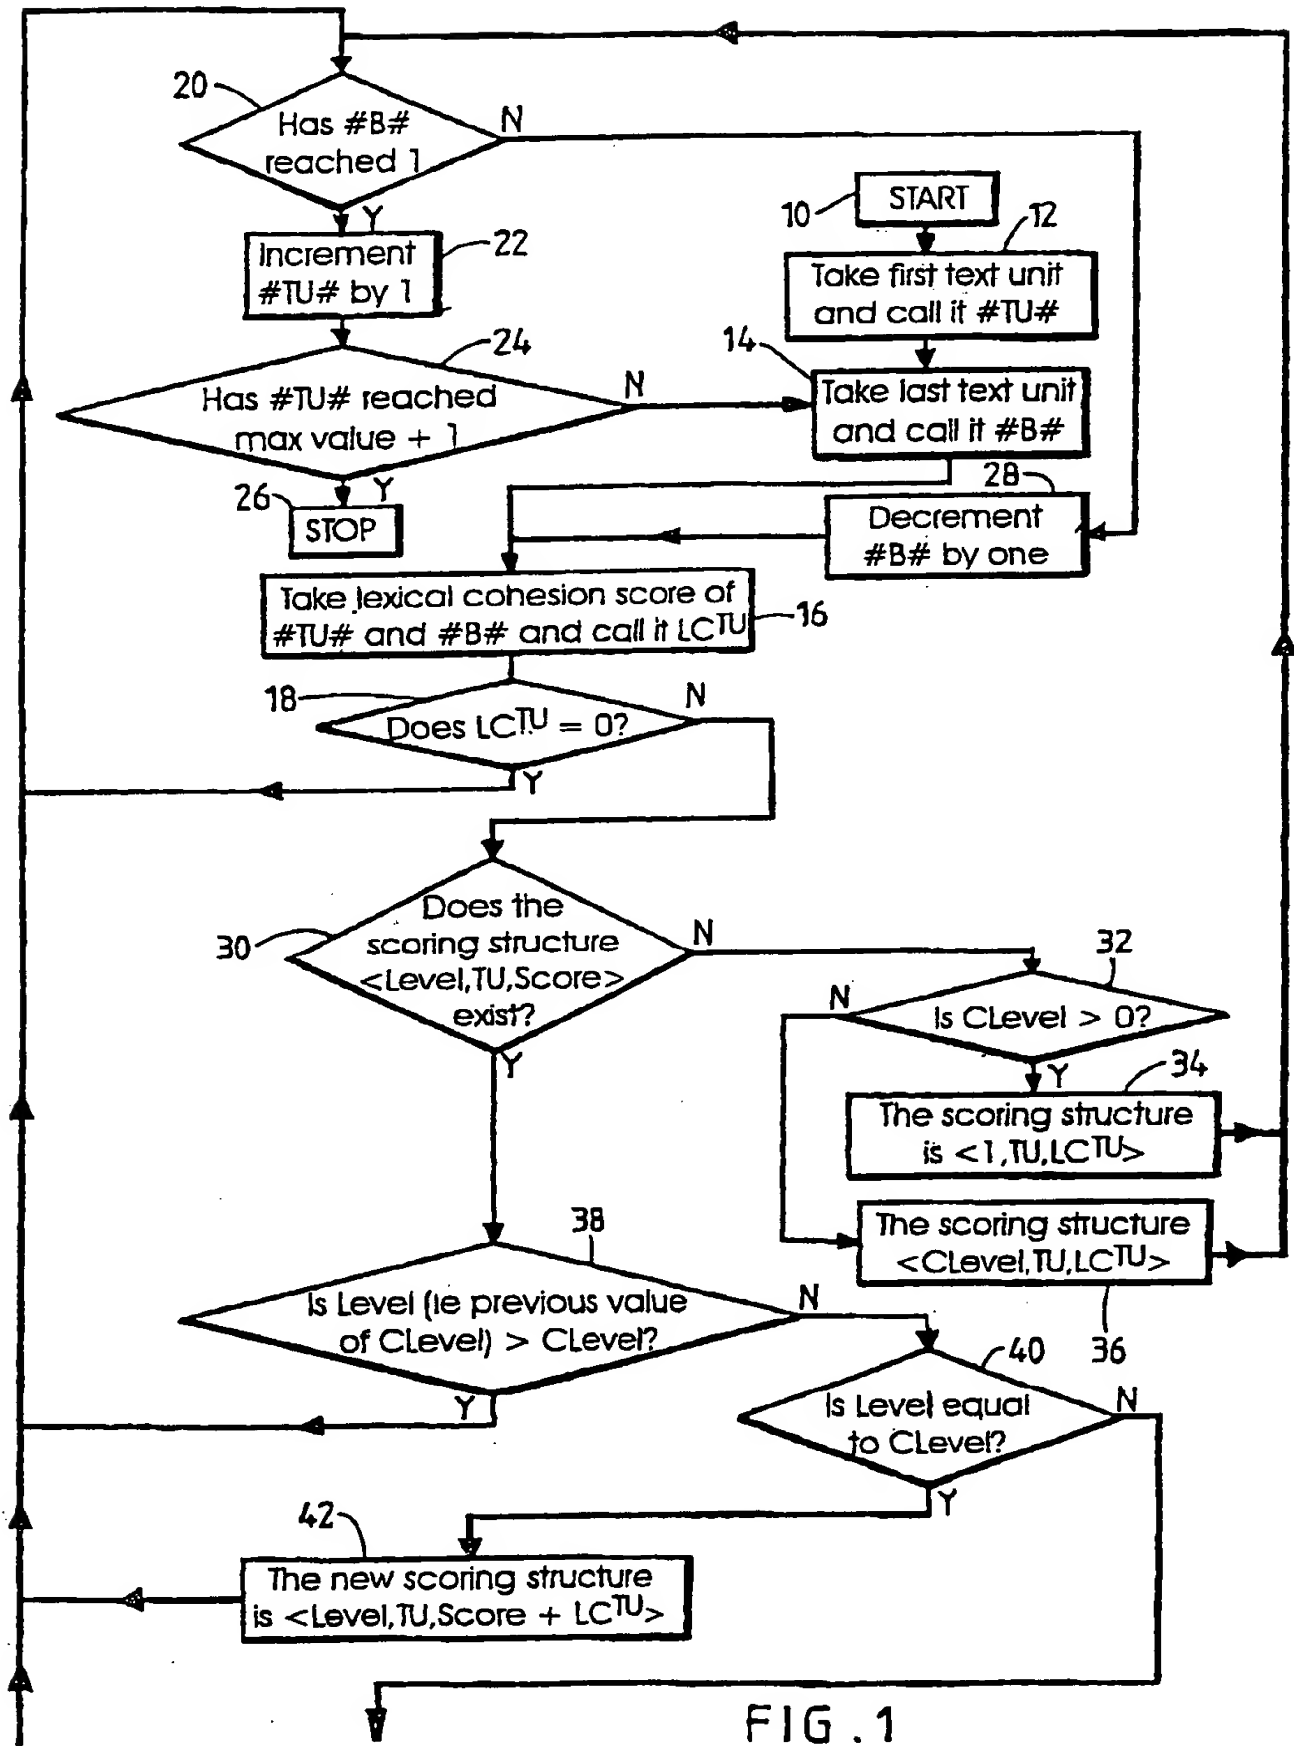 20
Has #B#
reached 1
N
Y
10
START
22
Increment
#TU# by 1
12
Take first text unit
and call it #TU#
24
Has #TU# reached
max value + 1
N
Y
14
Take last text unit
and call it #B#
26
STOP
28
Decrement
#B# by one
Take lexical cohesion score of
#TU# and #B# and call it LC^TU
16
18
Does LC^TU = 0?
N
Y
30
Does the
scoring structure
<Level,TU,Score>
exist?
N
Y
32
Is CLevel > 0?
N
Y
34
The scoring structure
is <1,TU,LC^TU>
The scoring structure
<CLevel,TU,LC^TU>
36
38
Is Level (ie previous value
of CLevel) > CLevel?
N
Y
40
Is Level equal
to CLevel?
N
Y
42
The new scoring structure
is <Level,TU,Score + LC^TU>
FIG.1